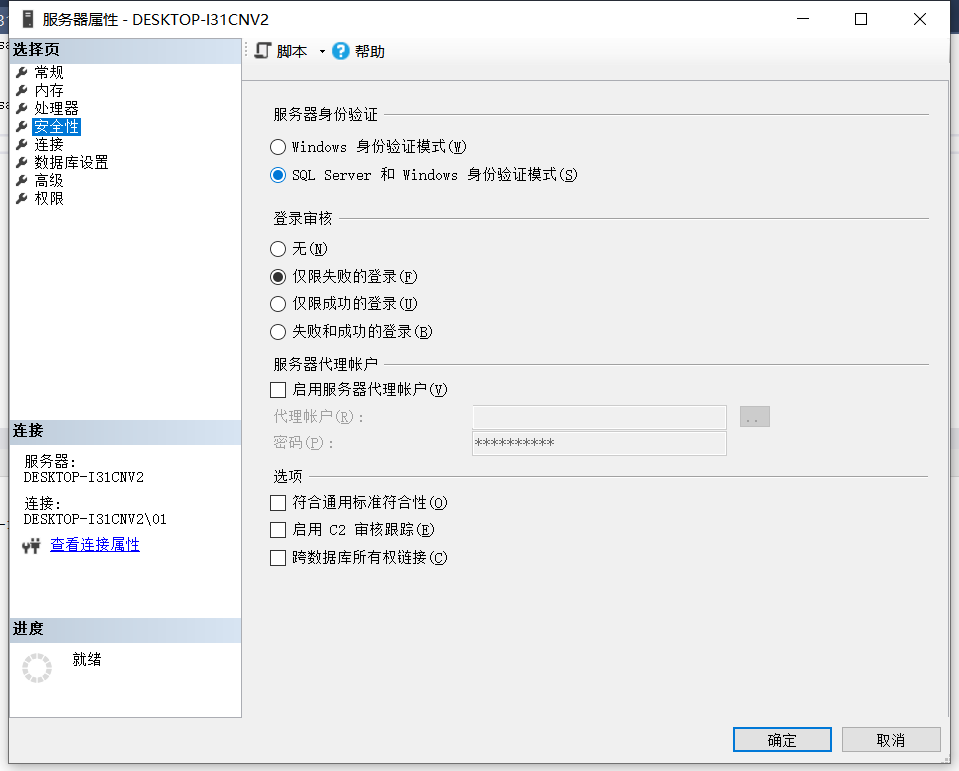 服务器属性 - DESKTOP-I31CNV2
选择页
常规
内存
处理器
安全性
连接
数据库设置
高级
权限
脚本
帮助
服务器身份验证
Windows 身份验证模式(W)
SQL Server 和 Windows 身份验证模式(S)
登录审核
无(N)
仅限失败的登录(F)
仅限成功的登录(U)
失败和成功的登录(B)
服务器代理帐户
启用服务器代理帐户(V)
代理帐户(R):
..
密码(P):
**********
选项
符合通用标准符合性(O)
启用 C2 审核跟踪(E)
跨数据库所有权链接(C)
连接
服务器:
DESKTOP-I31CNV2
连接:
DESKTOP-I31CNV2\01
查看连接属性
进度
就绪
确定
取消